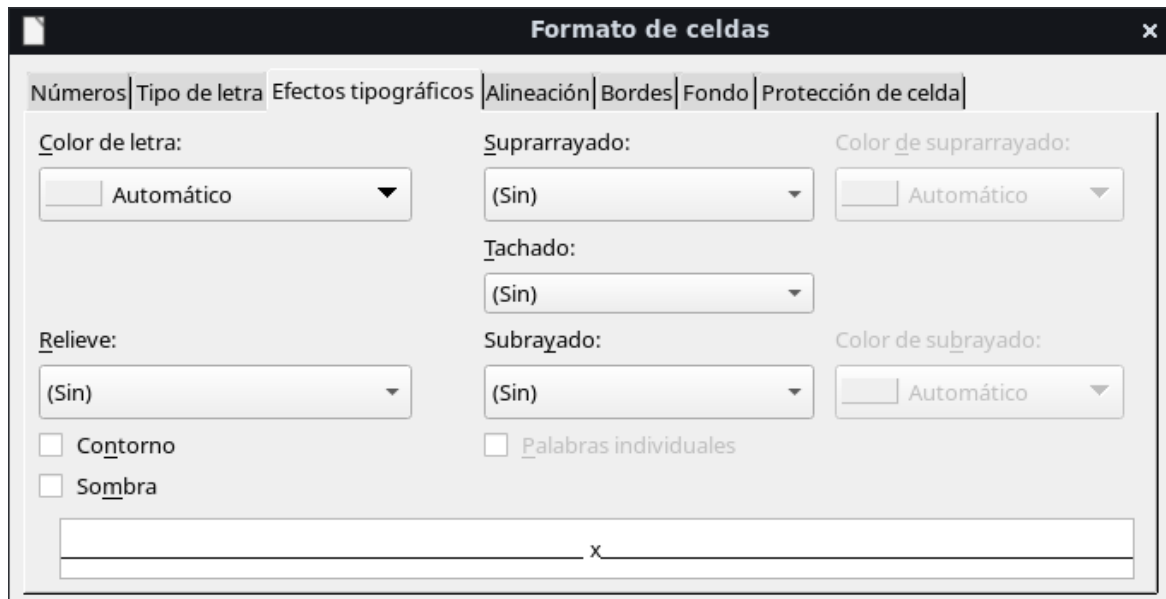 Formato de celdas
Números Tipo de letra Efectos tipográficos Alineación Bordes Fondo Protección de celda
Color de letra: Suprarrayado: Color de suprarrayado:
Automático (Sin) Automático
Tachado:
(Sin)
Relieve: Subrayado: Color de subrayado:
(Sin) (Sin) Automático
Contorno Palabras individuales
Sombra
x